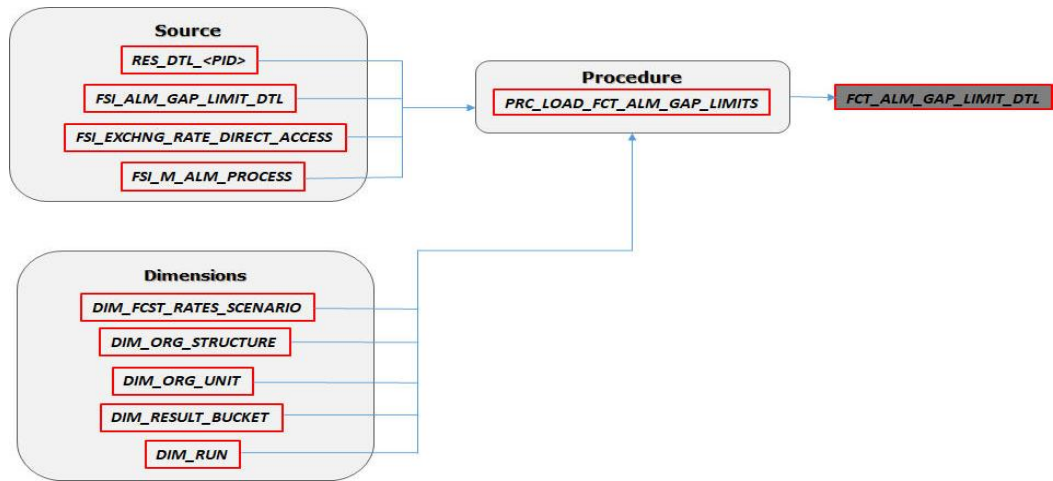 Source
RES_DTL_<PID>
FSI_ALM_GAP_LIMIT_DTL
FSI_EXCHNG_RATE_DIRECT_ACCESS
FSI_M_ALM_PROCESS
Procedure
PRC_LOAD_FCT_ALM_GAP_LIMITS
FCT_ALM_GAP_LIMIT_DTL
Dimensions
DIM_FCST_RATES_SCENARIO
DIM_ORG_STRUCTURE
DIM_ORG_UNIT
DIM_RESULT_BUCKET
DIM_RUN